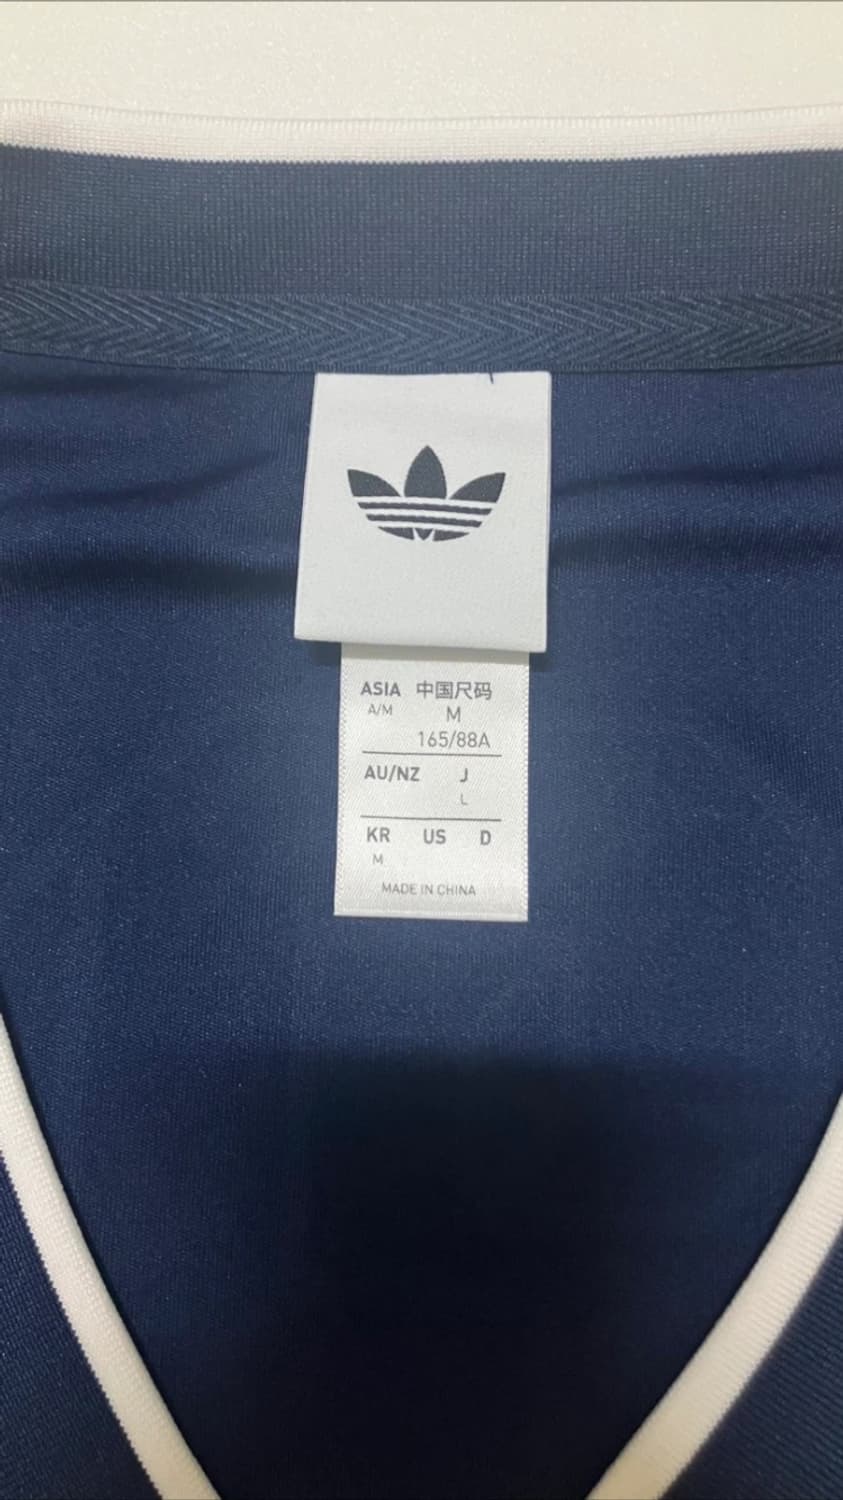 ASIA 中国尺码
A/M M
165/88A
AU/NZ J
L
KR US D
M
MADE IN CHINA